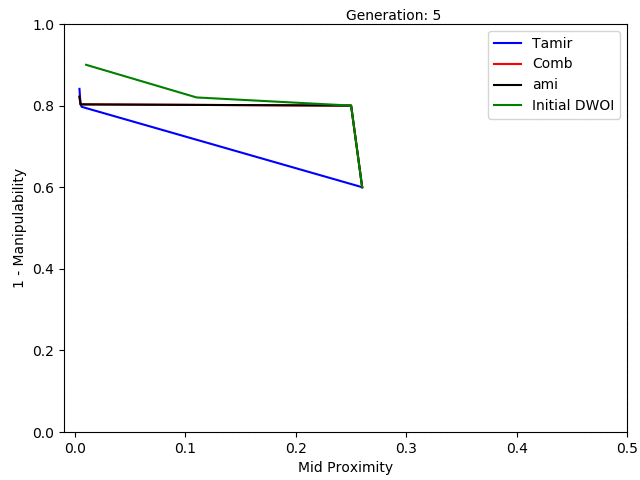 Generation: 5
1.0
0.8
0.6
0.4
0.2
0.0
1 - Manipulability
0.0 0.1 0.2 0.3 0.4 0.5
Mid Proximity
Tamir
Comb
ami
Initial DWOI